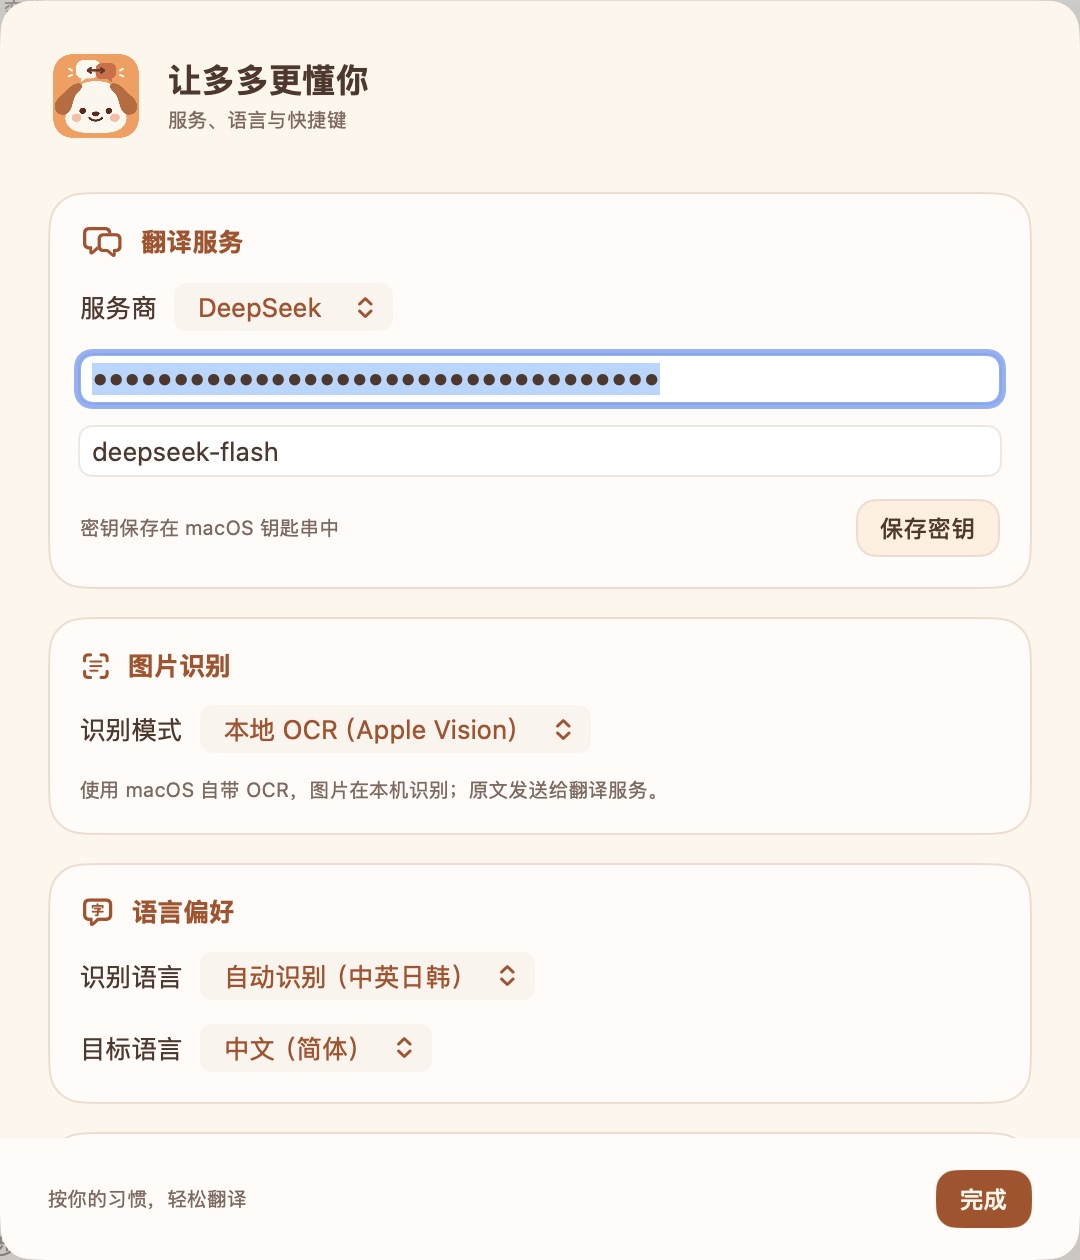 让多多更懂你
服务、语言与快捷键
翻译服务
服务商 DeepSeek
●●●●●●●●●●●●●●●●●●●●●●●●●●●●●●●●●●●
deepseek-flash
密钥保存在 macOS 钥匙串中 保存密钥
图片识别
识别模式 本地 OCR (Apple Vision)
使用 macOS 自带 OCR，图片在本机识别；原文发送给翻译服务。
字 语言偏好
识别语言 自动识别（中英日韩）
目标语言 中文（简体）
按你的习惯，轻松翻译 完成